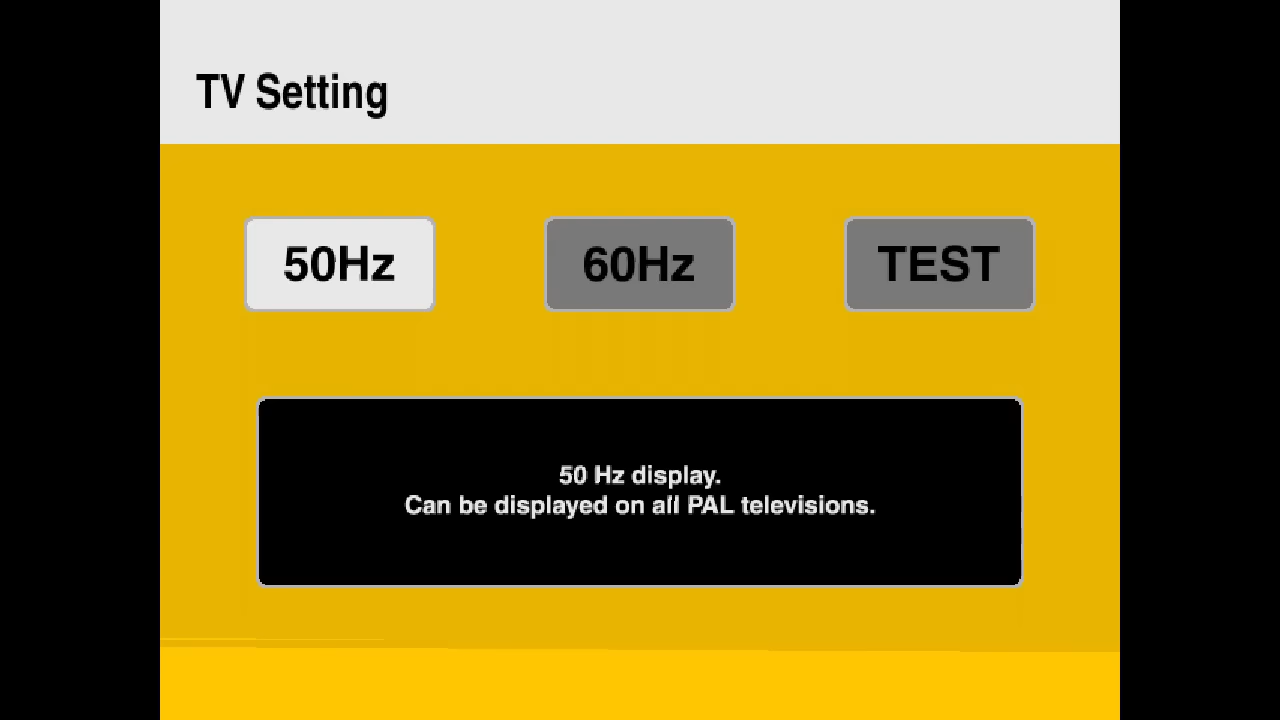 TV Setting
50Hz
60Hz
TEST
50 Hz display.
Can be displayed on all PAL televisions.